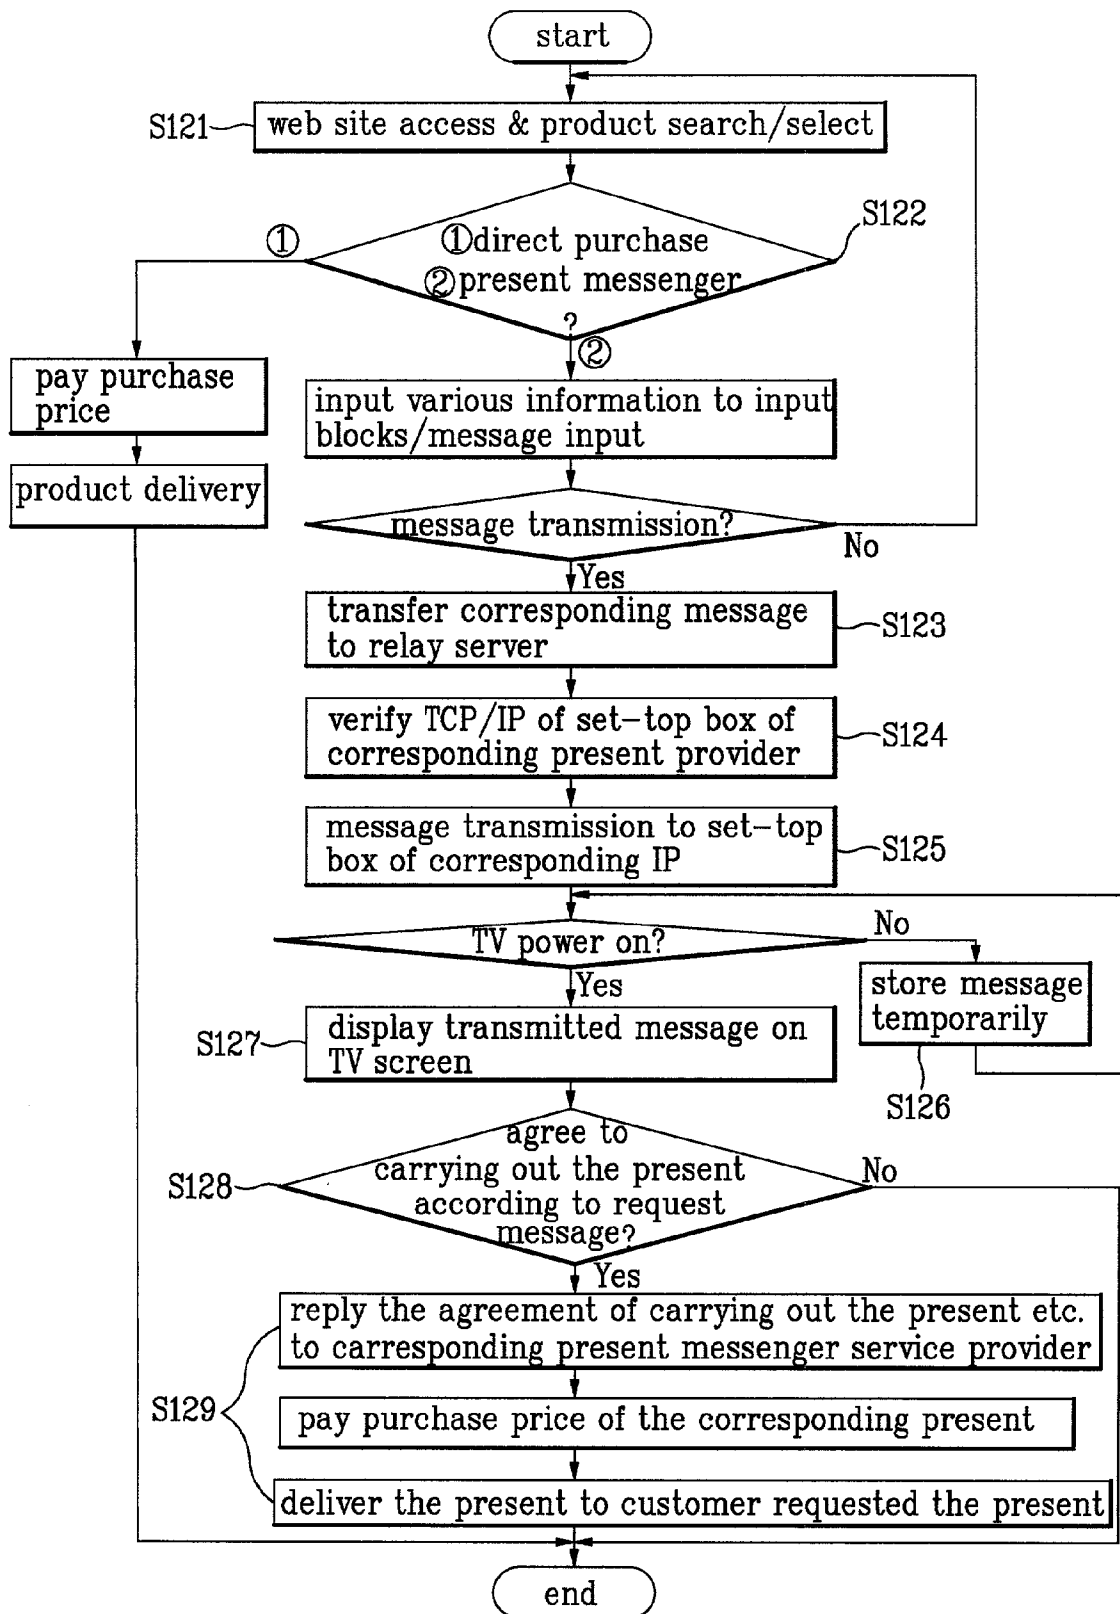 start
S121
web site access & product search/select
S122
①
①direct purchase
②present messenger
?
②
pay purchase
price
input various information to input
blocks/message input
product delivery
message transmission?
No
Yes
transfer corresponding message
to relay server
S123
verify TCP/IP of set-top box of
corresponding present provider
S124
message transmission to set-top
box of corresponding IP
S125
TV power on?
No
Yes
store message
temporarily
S126
S127
display transmitted message on
TV screen
S128
agree to
carrying out the present
according to request
message?
No
Yes
reply the agreement of carrying out the present etc.
to carresponding present messenger service provider
S129
pay purchase price of the corresponding present
deliver the present to customer requested the present
end